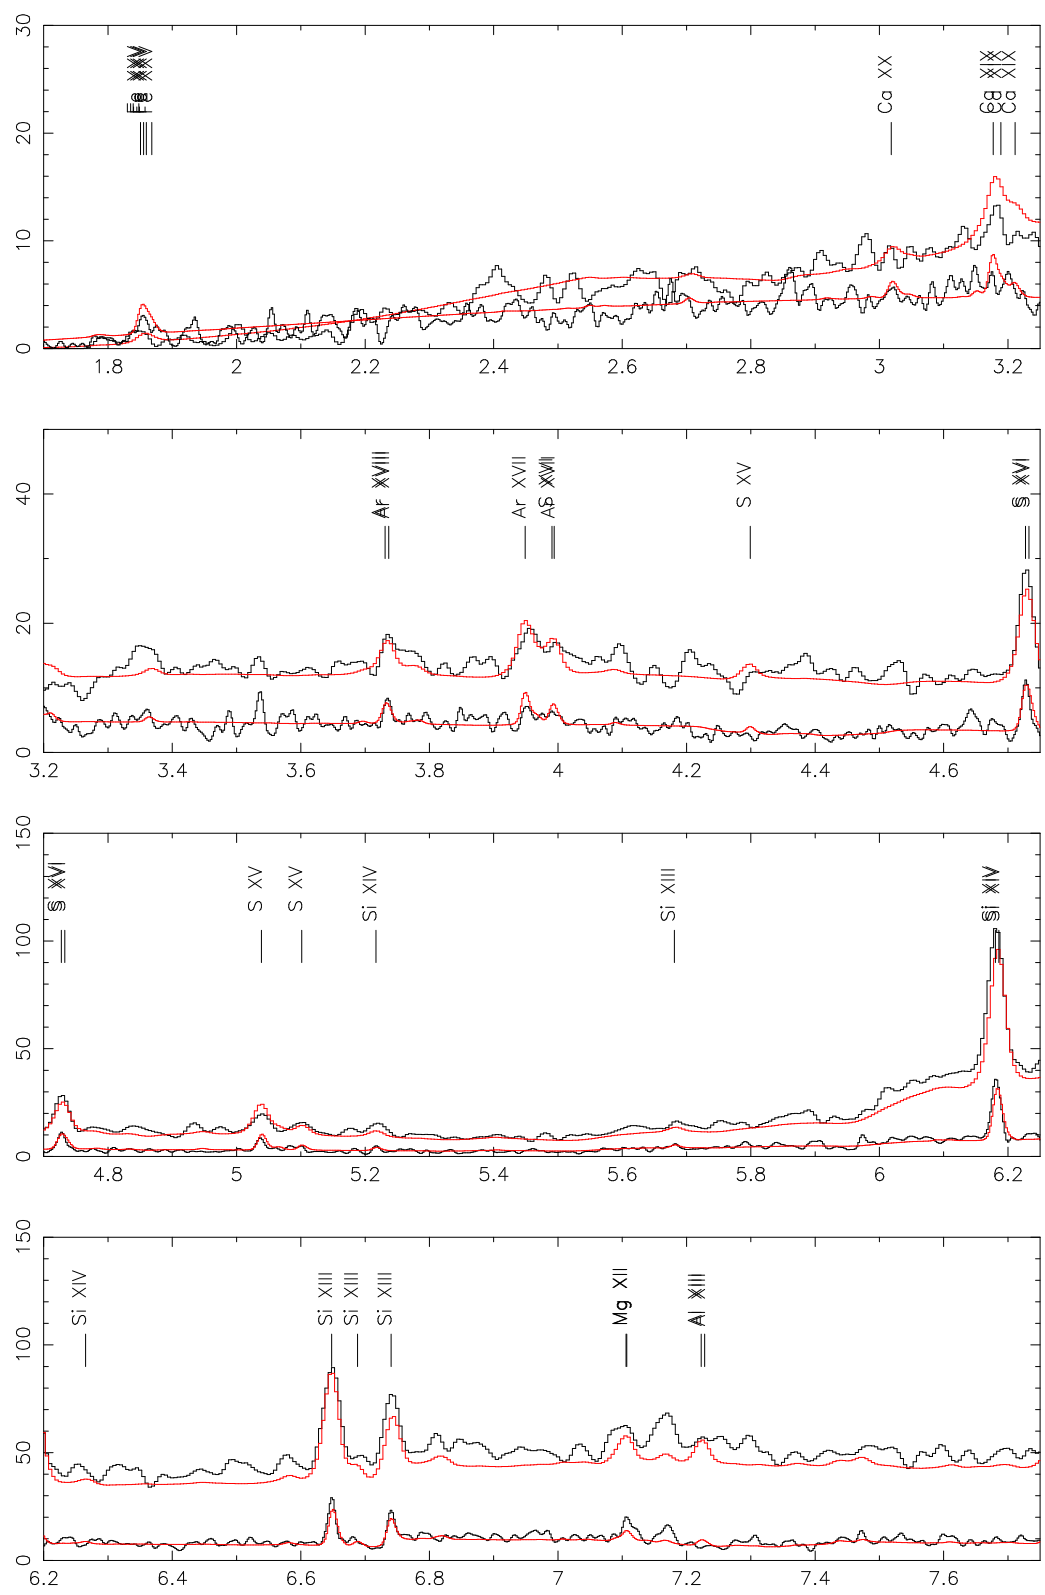 30
20
10
0
Fe XXV
Ca XX
Ca XIX
Ca XIX
1.8 2 2.2 2.4 2.6 2.8 3 3.2
40
20
0
Ar XVIII
Ar XVII
S XV
S XVI
3.2 3.4 3.6 3.8 4 4.2 4.4 4.6
150
100
50
0
S XVI
S XV
S XV
Si XIV
Si XIII
Si XIV
4.8 5 5.2 5.4 5.6 5.8 6 6.2
150
100
50
0
Si XIV
Si XIII
Si XIII
Si XIII
Mg XII
Al XIII
6.2 6.4 6.6 6.8 7 7.2 7.4 7.6